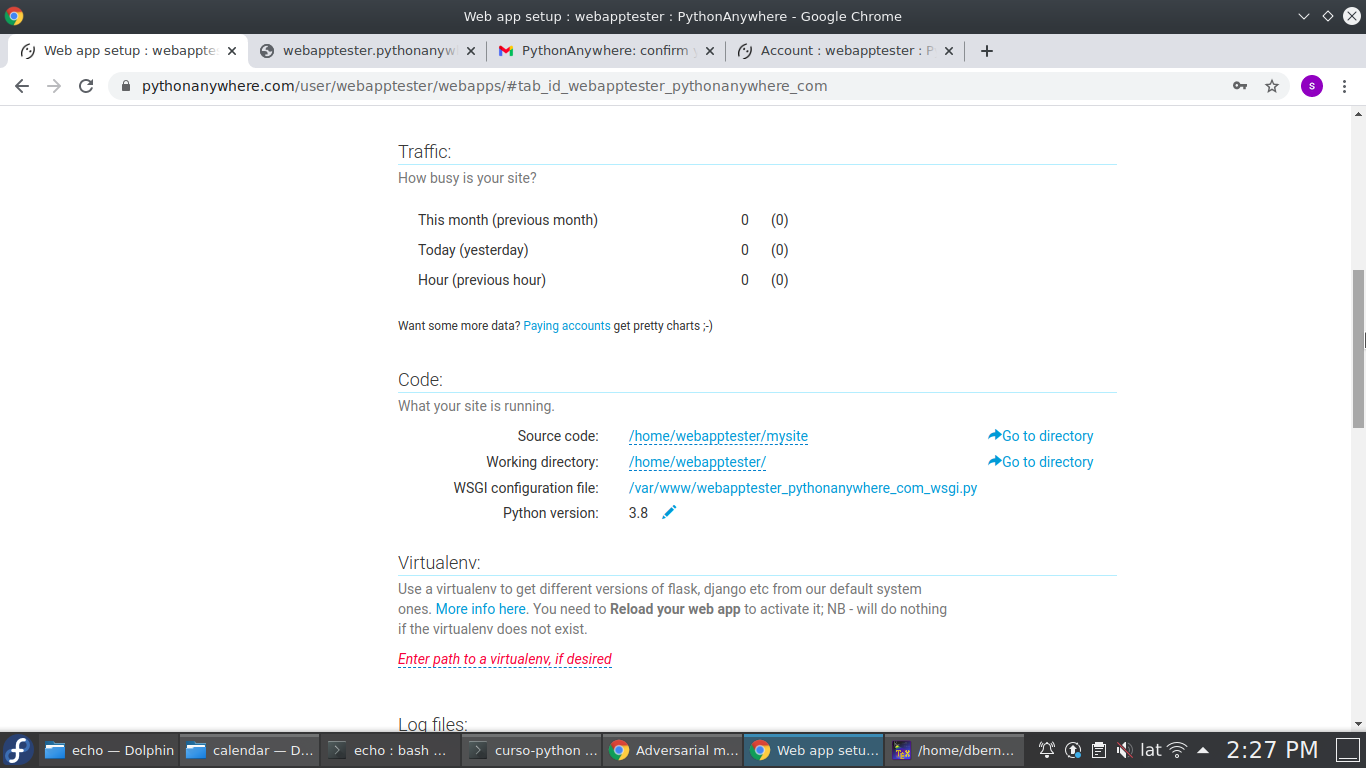 Web app setup : webapptester : PythonAnywhere - Google Chrome
Web app setup : webappte
webapptester.pythonanyw
PythonAnywhere: confirm
Account : webapptester : P
pythonanywhere.com/user/webapptester/webapps/#tab_id_webapptester_pythonanywhere_com
s
Traffic:
How busy is your site?
This month (previous month) 0 (0)
Today (yesterday) 0 (0)
Hour (previous hour) 0 (0)
Want some more data? Paying accounts get pretty charts ;-)
Code:
What your site is running.
Source code: /home/webapptester/mysite Go to directory
Working directory: /home/webapptester/ Go to directory
WSGI configuration file: /var/www/webapptester_pythonanywhere_com_wsgi.py
Python version: 3.8
Virtualenv:
Use a virtualenv to get different versions of flask, django etc from our default system
ones. More info here. You need to Reload your web app to activate it; NB - will do nothing
if the virtualenv does not exist.
Enter path to a virtualenv, if desired
Log files:
echo — Dolphin
calendar — D...
echo : bash ...
curso-python ...
Adversarial m...
Web app setu...
/home/dbern...
lat
2:27 PM